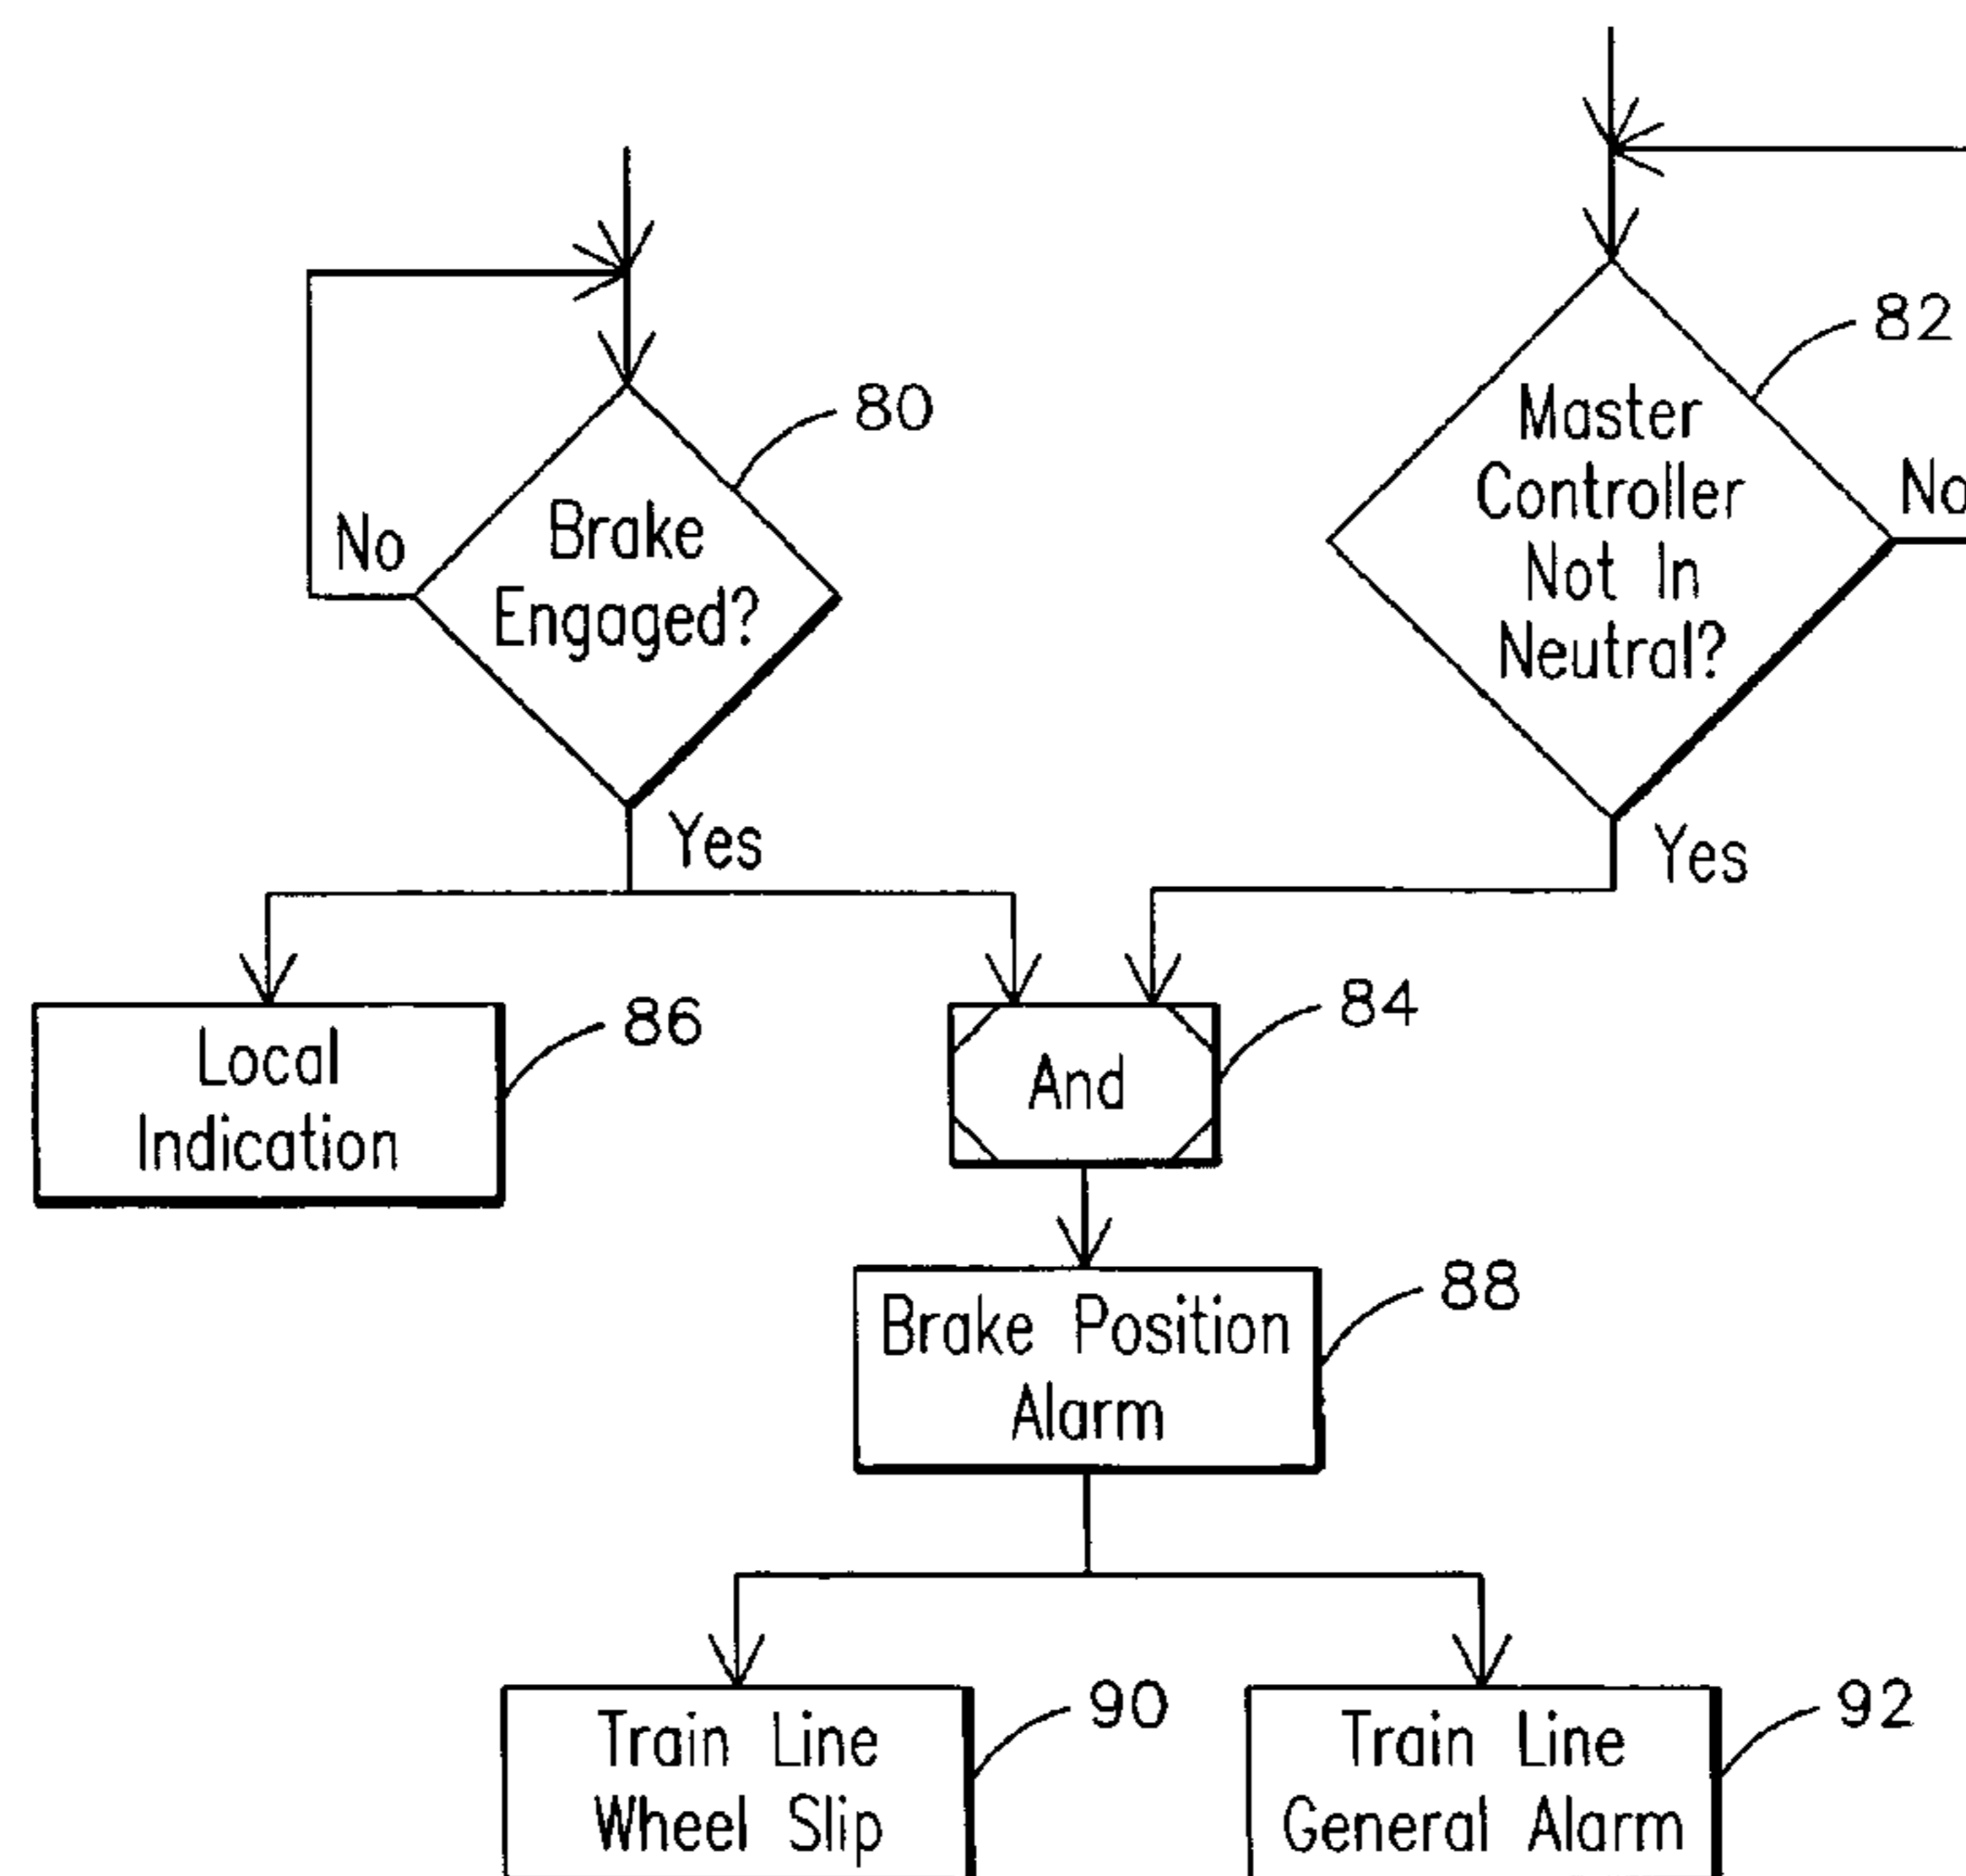 82
Master
Controller
Not In
Neutral?
No
Yes
80
Brake
Engaged?
No
Yes
86
Local
Indication
84
And
88
Brake Position
Alarm
90
Train Line
Wheel Slip
92
Train Line
General Alarm